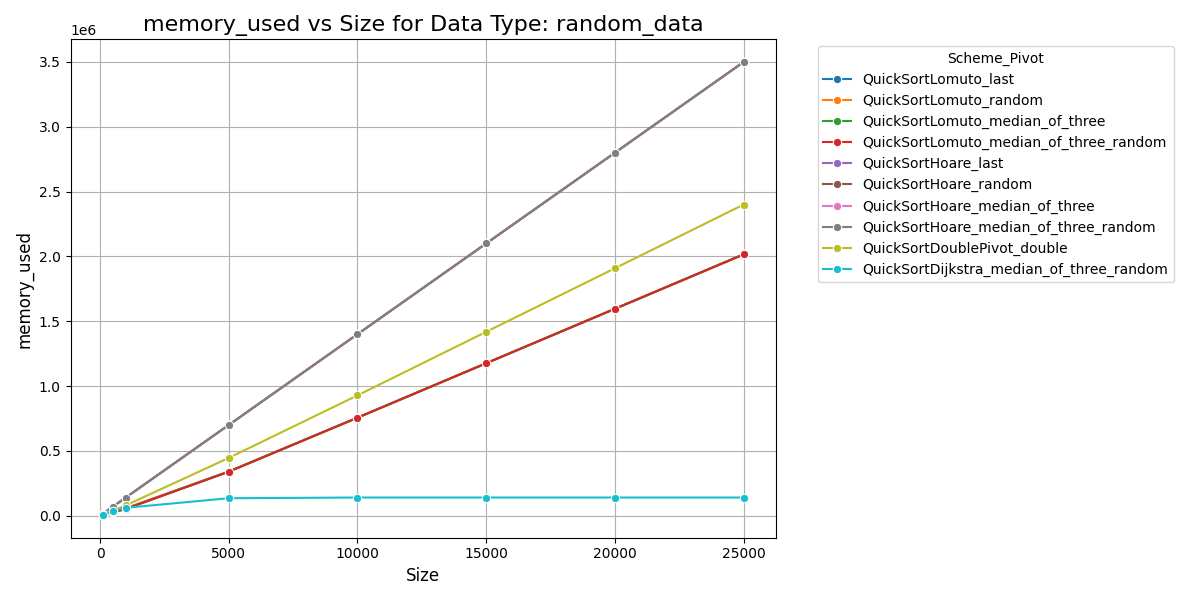 memory_used vs Size for Data Type: random_data
1e6
3.5
3.0
2.5
2.0
1.5
1.0
0.5
0.0
memory_used
0
5000
10000
15000
20000
25000
Size
Scheme_Pivot
QuickSortLomuto_last
QuickSortLomuto_random
QuickSortLomuto_median_of_three
QuickSortLomuto_median_of_three_random
QuickSortHoare_last
QuickSortHoare_random
QuickSortHoare_median_of_three
QuickSortHoare_median_of_three_random
QuickSortDoublePivot_double
QuickSortDijkstra_median_of_three_random